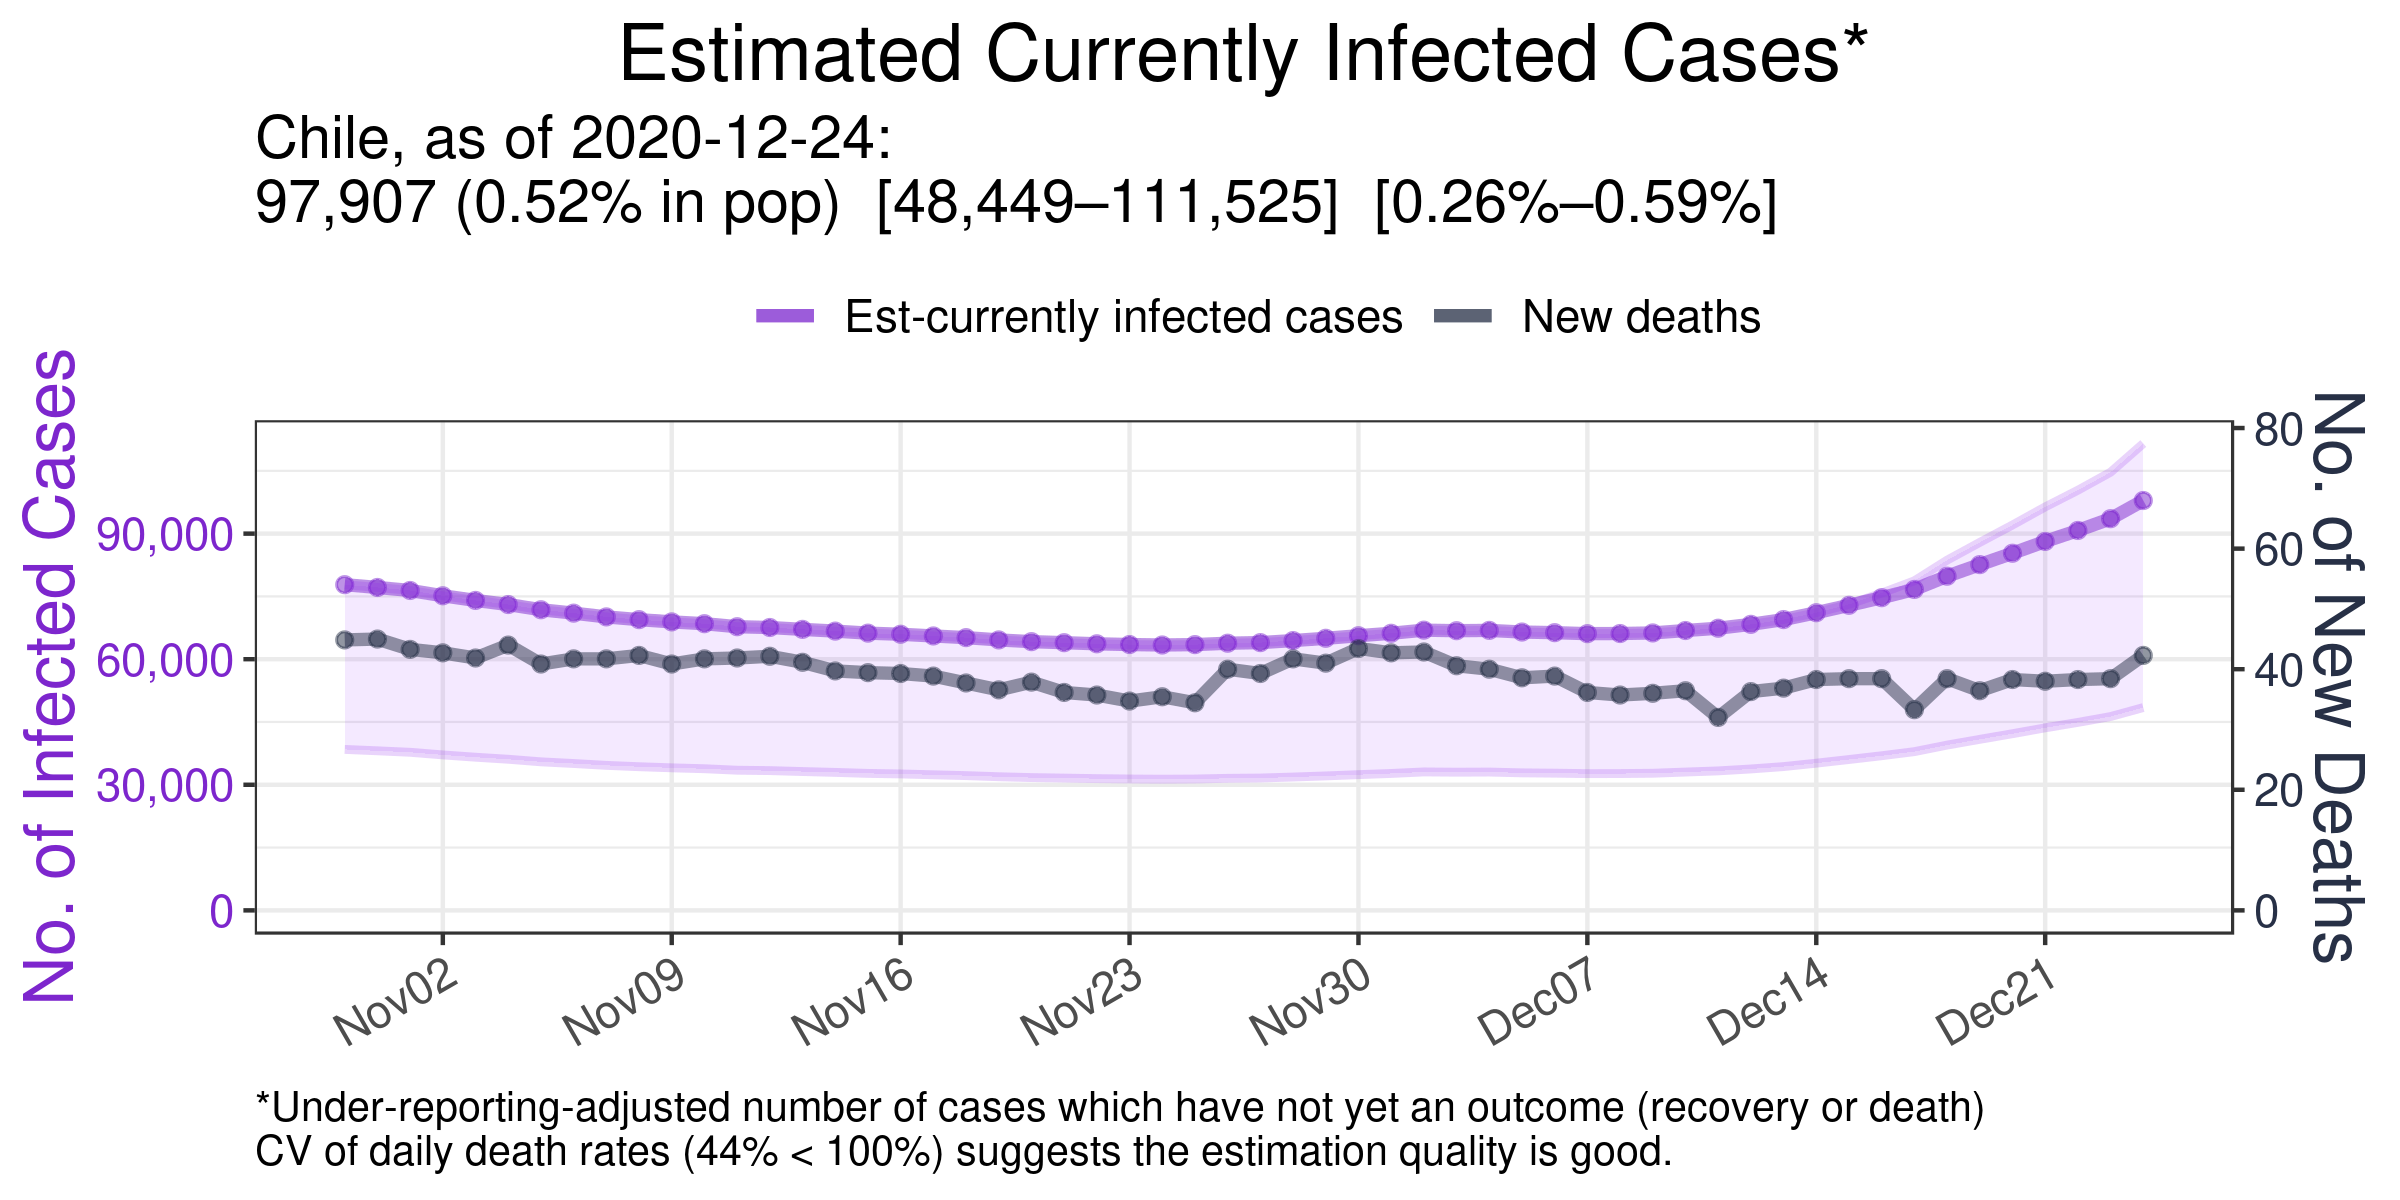 Estimated Currently Infected Cases*
Chile, as of 2020-12-24:
97,907 (0.52% in pop)  [48,449–111,525]  [0.26%–0.59%]
Est-currently infected cases
New deaths
No. of Infected Cases
90,000
60,000
30,000
0
No. of New Deaths
80
60
40
20
0
Nov02
Nov09
Nov16
Nov23
Nov30
Dec07
Dec14
Dec21
*Under-reporting-adjusted number of cases which have not yet an outcome (recovery or death)
CV of daily death rates (44% < 100%) suggests the estimation quality is good.